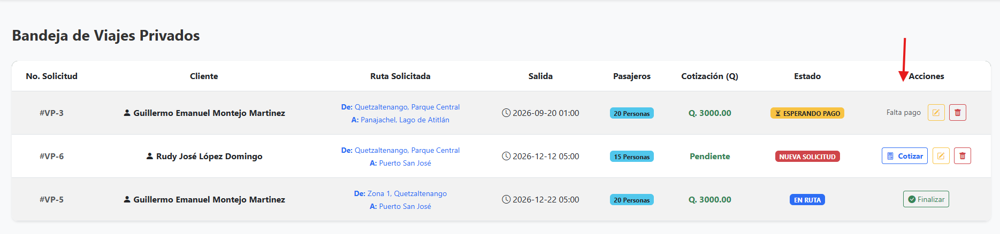 Bandeja de Viajes Privados
No. Solicitud Cliente Ruta Solicitada Salida Pasajeros Cotización (Q) Estado Acciones
#VP-3 Guillermo Emanuel Montejo Martinez De: Quetzaltenango, Parque Central 2026-09-20 01:00 20 Personas Q. 3000.00 ESPERANDO PAGO Falta pago
A: Panajachel, Lago de Atitlán
#VP-6 Rudy José López Domingo De: Quetzaltenango, Parque Central 2026-12-12 05:00 15 Personas Pendiente NUEVA SOLICITUD Cotizar
A: Puerto San José
#VP-5 Guillermo Emanuel Montejo Martinez De: Zona 1, Quetzaltenango 2026-12-22 05:00 20 Personas Q. 3000.00 EN RUTA Finalizar
A: Puerto San José